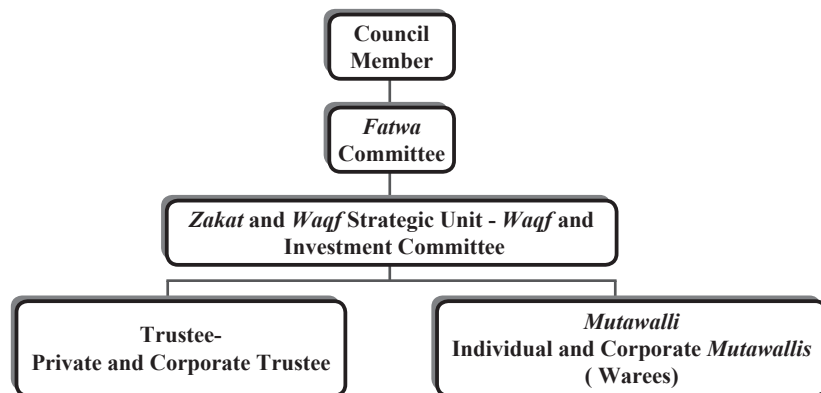 Council
Member
Fatwa
Committee
Zakat and Waqf Strategic Unit - Waqf and
Investment Committee
Trustee-
Private and Corporate Trustee
Mutawalli
Individual and Corporate Mutawallis
( Warees)